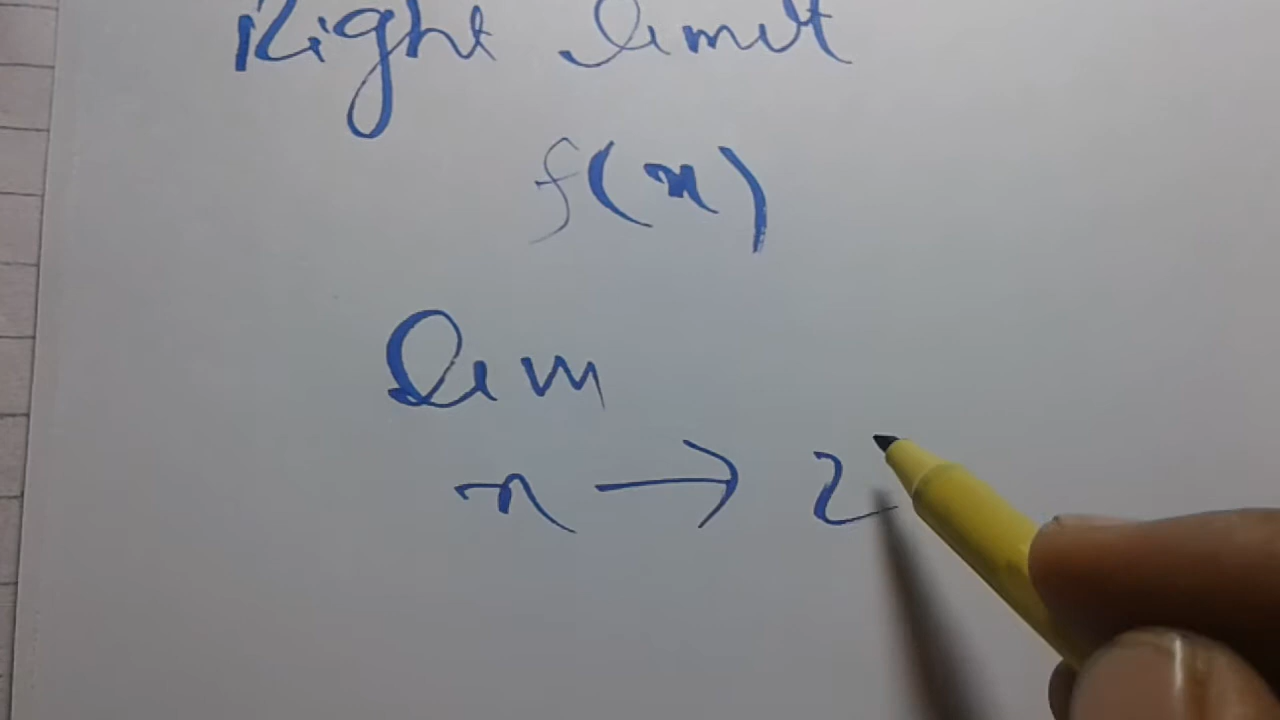 Right limit
f(x)
lim
x → 2